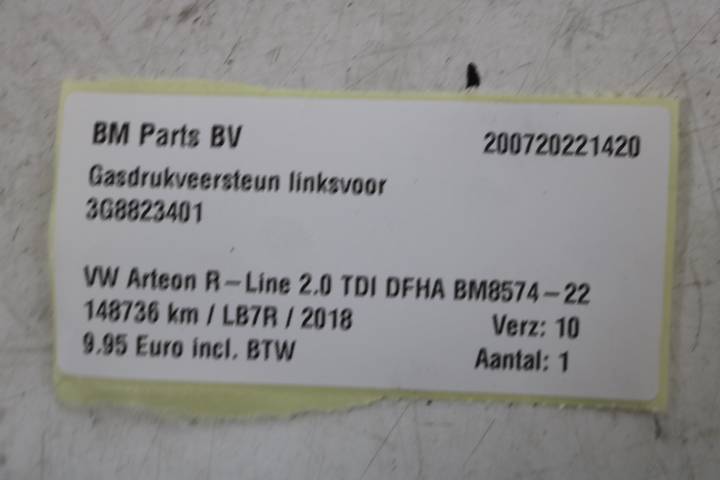 BM Parts BV 200720221420
Gasdrukveersteun linksvoor
3G8823401
VW Arteon R-Line 2.0 TDI DFHA BM8574-22
148736 km / LB7R / 2018 Verz: 10
9.95 Euro incl. BTW Aantal: 1